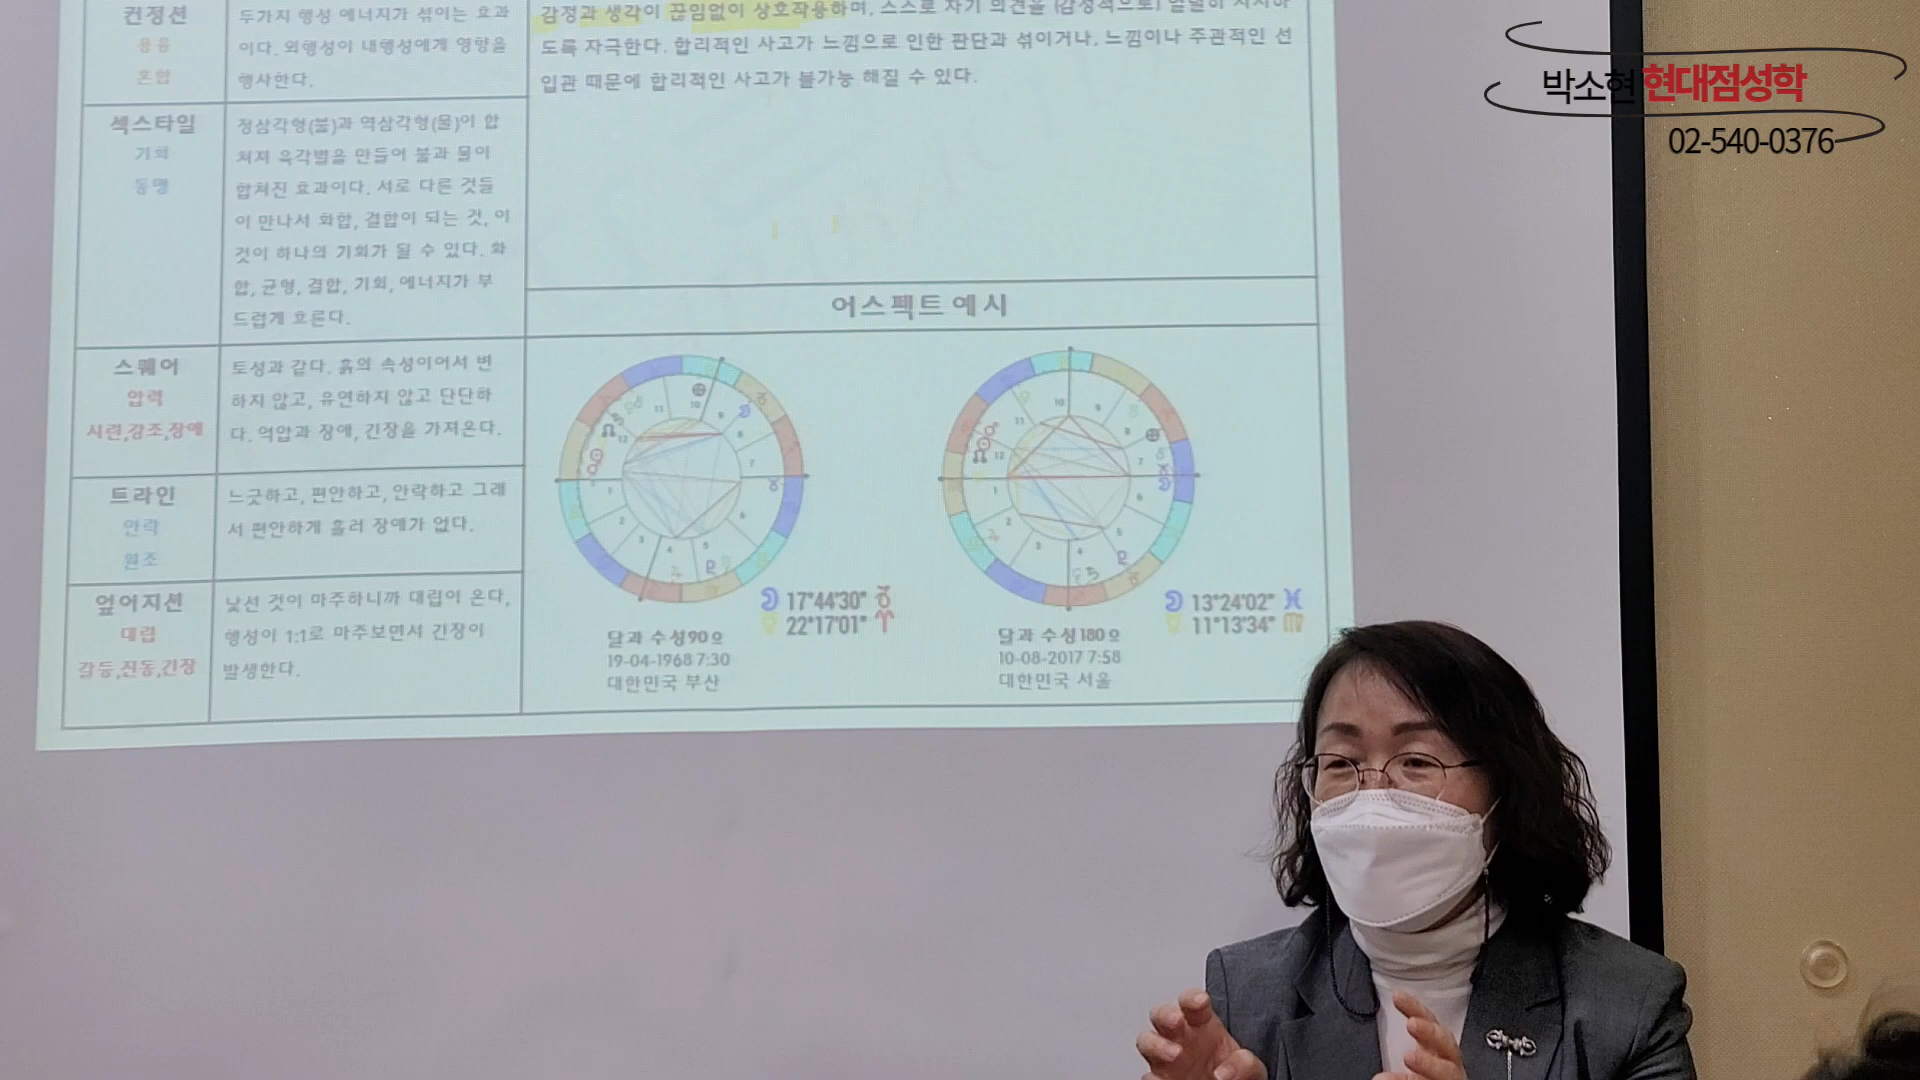 박소현 현대점성학
02-540-0376
컨정션
융융
혼합
두가지 행성 에너지가 섞이는 효과
이다. 외행성이 내행성에게 영향을
행사한다.
감정과 생각이 끊임없이 상호작용하며, 스스로 자기 의견을
도록 자극한다. 합리적인 사고가 느낌으로 인한 판단과 섞이거나, 느낌이나 주관적인 선
입관 때문에 합리적인 사고가 불가능 해질 수 있다.
섹스타일
기회
동맹
정삼각형(불)과 역삼각형(물)이 합
쳐져 육각별을 만들어 불과 물이
합쳐진 효과이다. 서로 다른 것들
이 만나서 화합, 결합이 되는 것, 이
것이 하나의 기회가 될 수 있다. 화
합, 균형, 결합, 기회, 에너지가 부
드럽게 흐른다.
스퀘어
압력
시련,강조,장애
토성과 같다. 흙의 속성이어서 변
하지 않고, 유연하지 않고 단단하
다. 억압과 장애, 긴장을 가져온다.
트라인
안락
원조
느긋하고, 편안하고, 안락하고 그래
서 편안하게 흘러 장애가 없다.
엎어지션
대립
갈등,진동,긴장
낯선 것이 마주하니까 대립이 온다,
행성이 1:1로 마주보면서 긴장이
발생한다.
어스펙트 예시
☽ 17°44'30" ♉
☿ 22°17'01" ♈
달과 수성90°
19-04-1968 7:30
대한민국 부산
☽ 13°24'02" ♓
☿ 11°13'34" ♍
달과 수성180°
10-08-2017 7:58
대한민국 서울